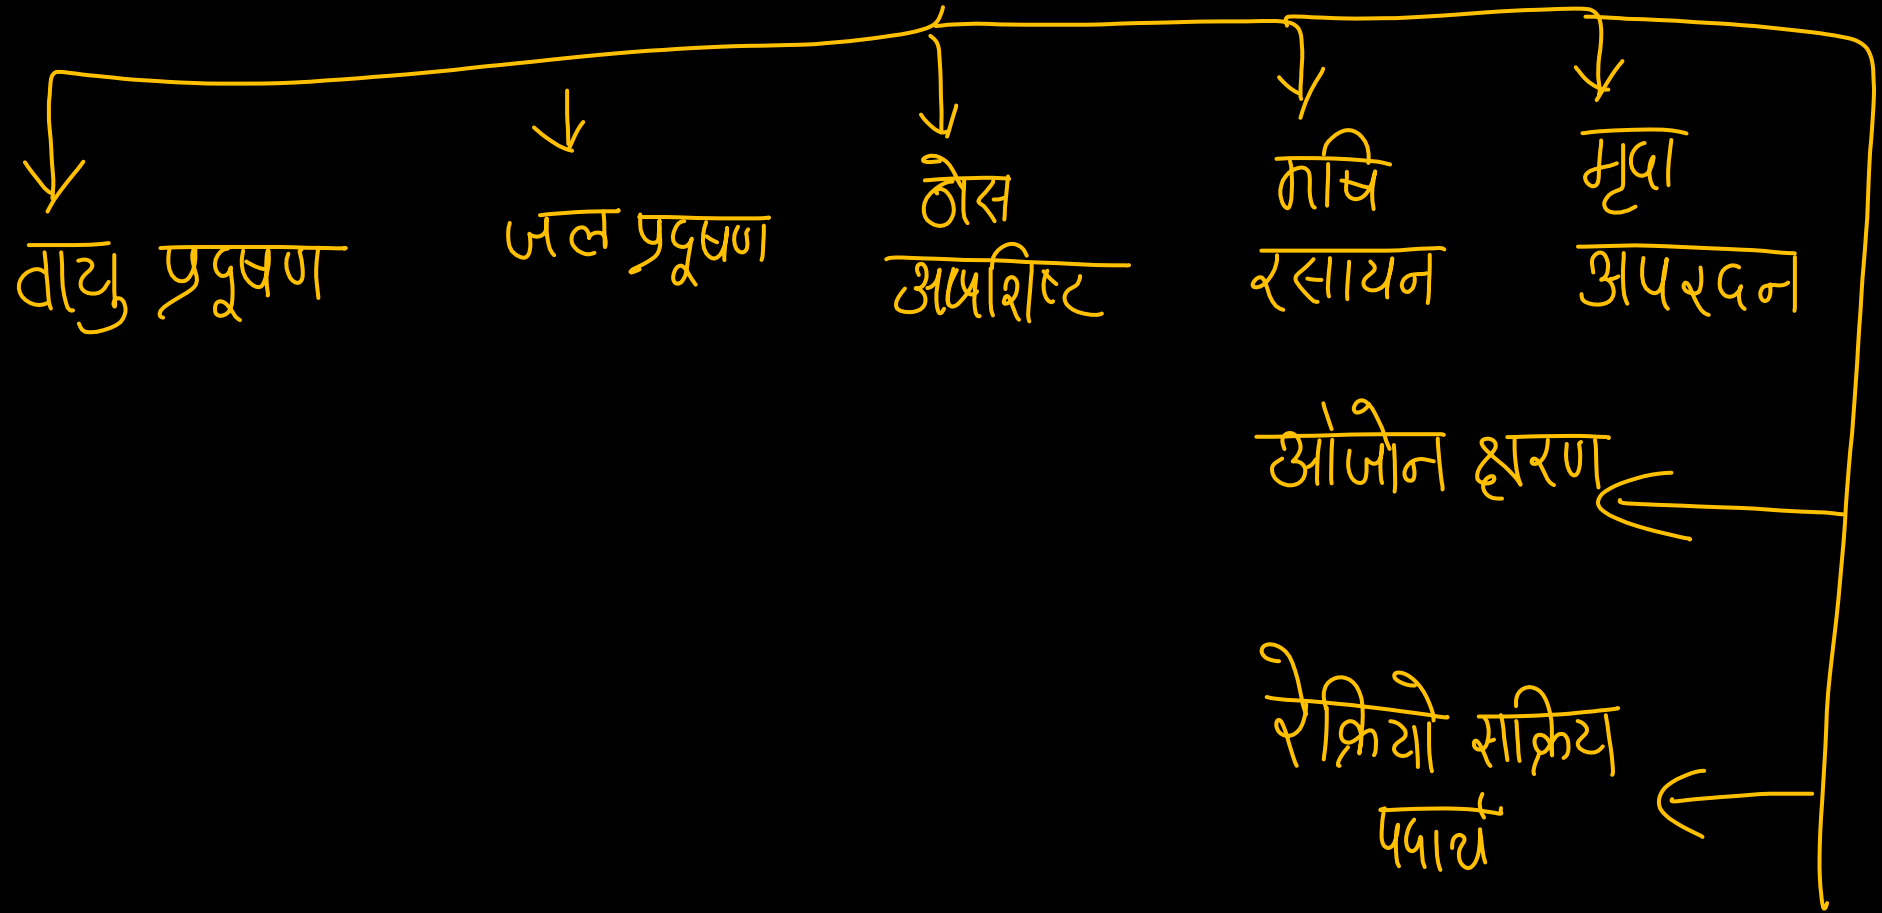 वायु प्रदूषण
जल प्रदूषण
ठोस
अपशिष्ट
कृषि
रसायन
मृदा
अपरदन
ओजोन क्षरण
रेक्रियो सक्रिय
पदार्थ